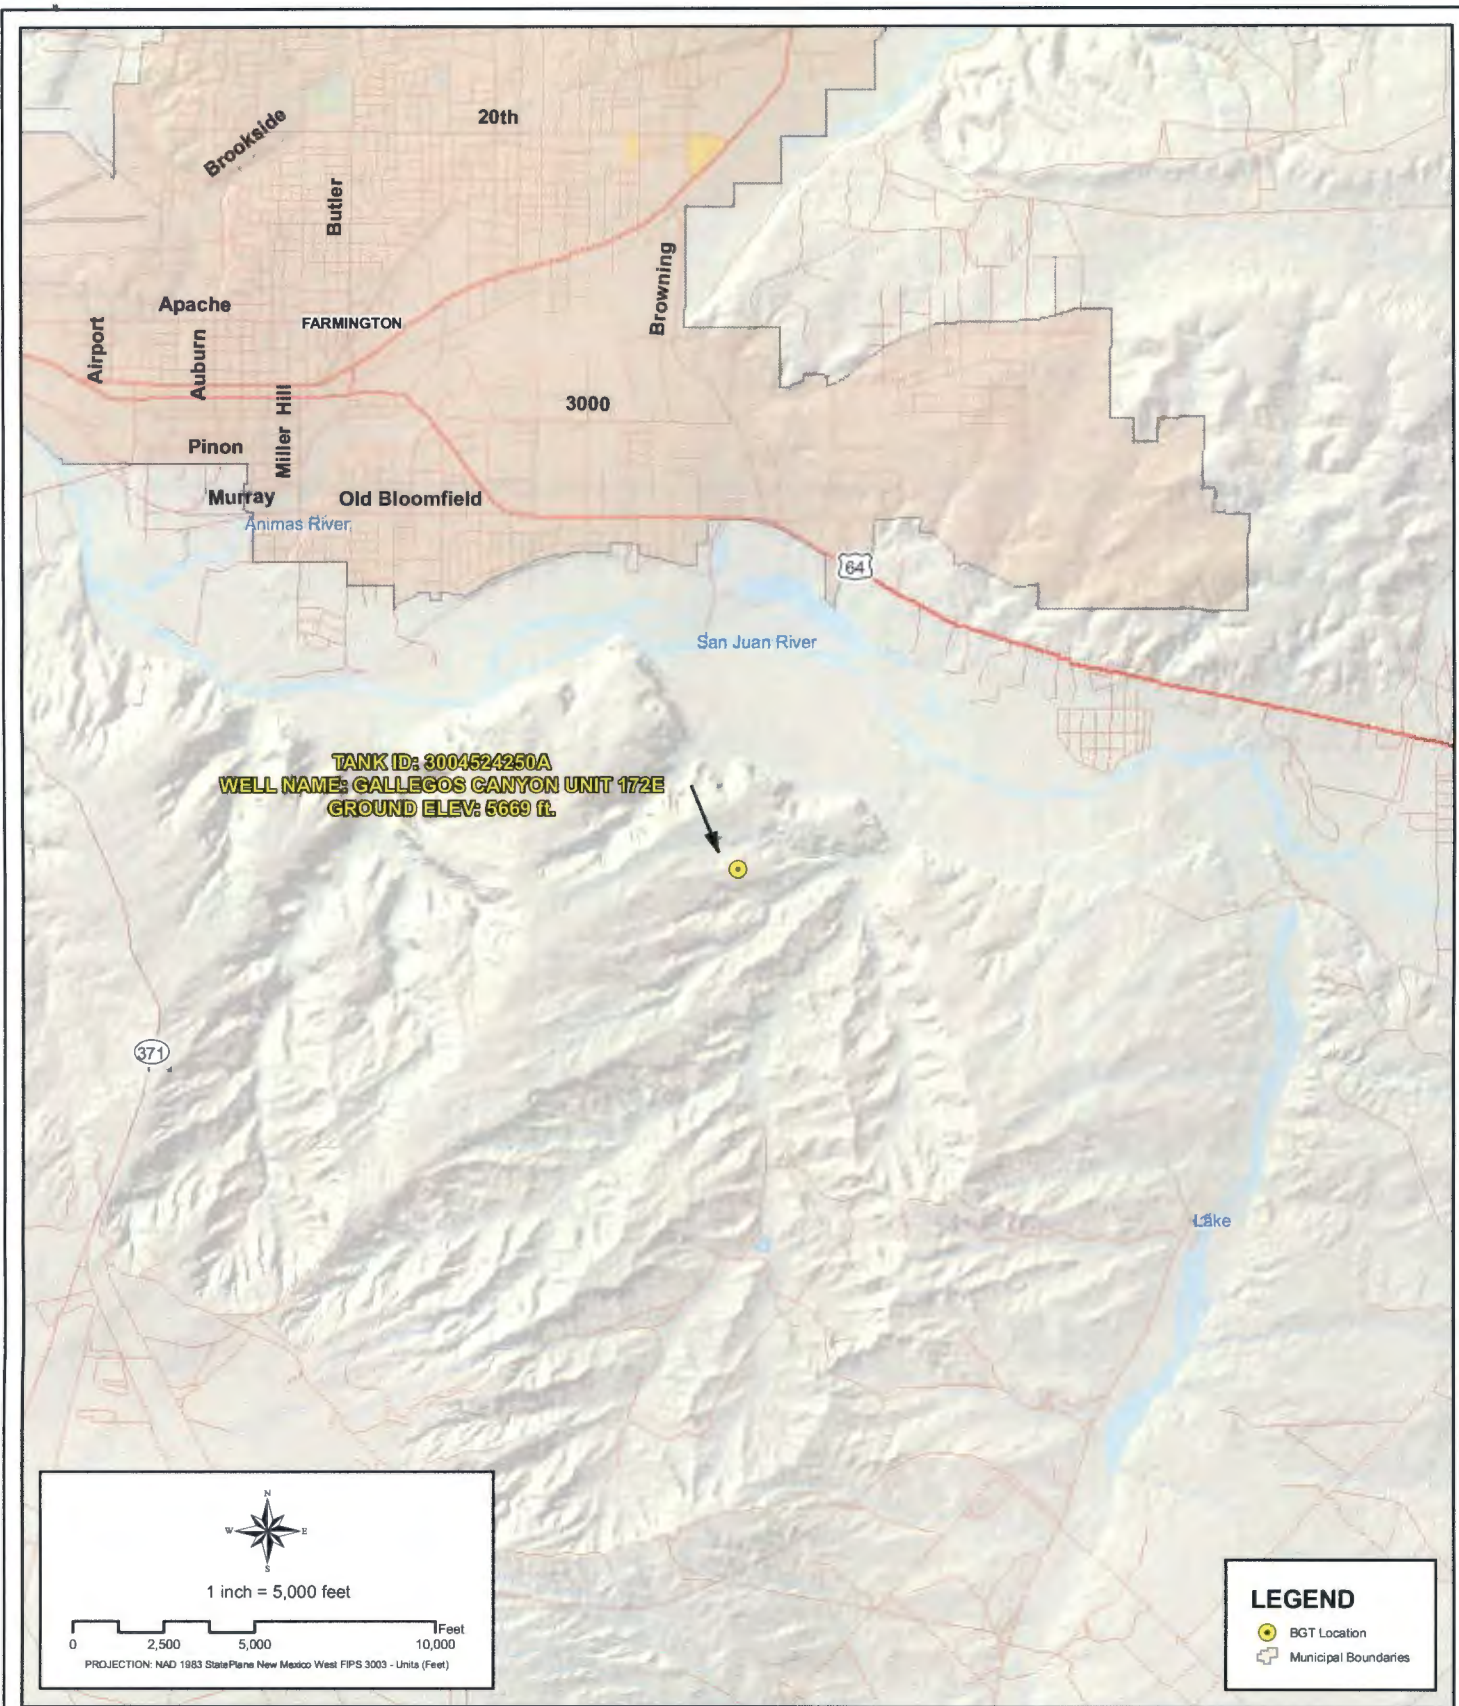 20th
Brookside
Butler
Browning
Apache
FARMINGTON
Airport
Auburn
Miller Hill
3000
Pinon
Murray
Old Bloomfield
Animas River
64
San Juan River
TANK ID: 3004524250A
WELL NAME: GALLEGOS CANYON UNIT 172E
GROUND ELEV: 5669 ft.
371
Lake
N
W E
S
1 inch = 5,000 feet
Feet
0 2,500 5,000 10,000
PROJECTION: NAD 1983 StatePlane New Mexico West FIPS 3003 - Units (Feet)
LEGEND
BGT Location
Municipal Boundaries